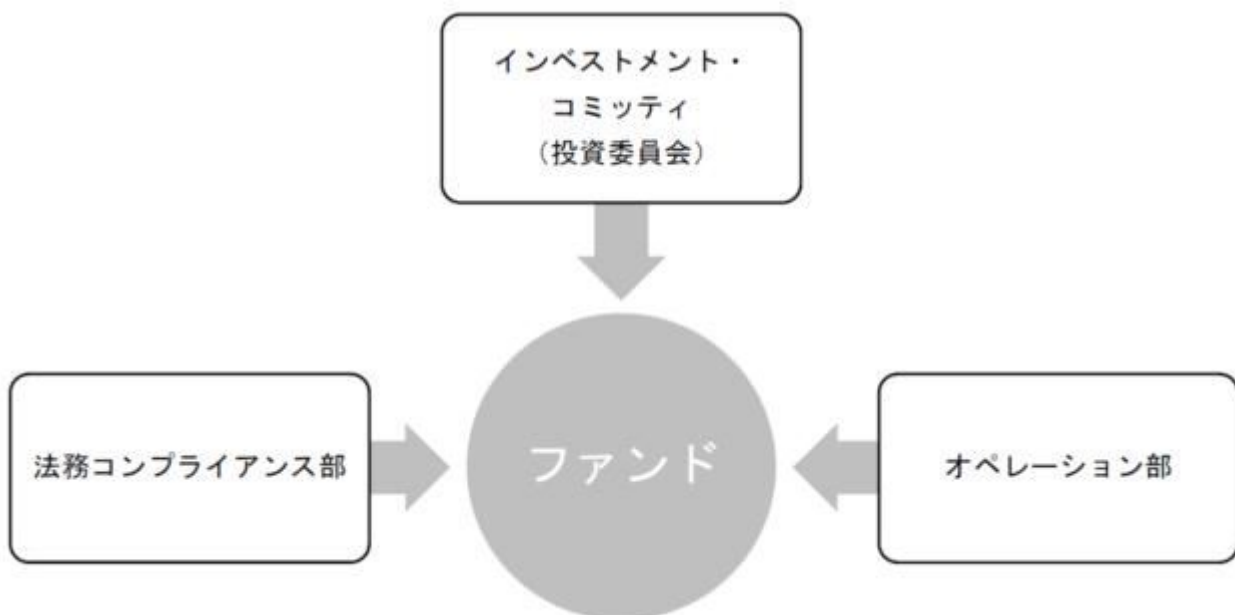 インベストメント・
コミッティ
（投資委員会）
法務コンプライアンス部
ファンド
オペレーション部